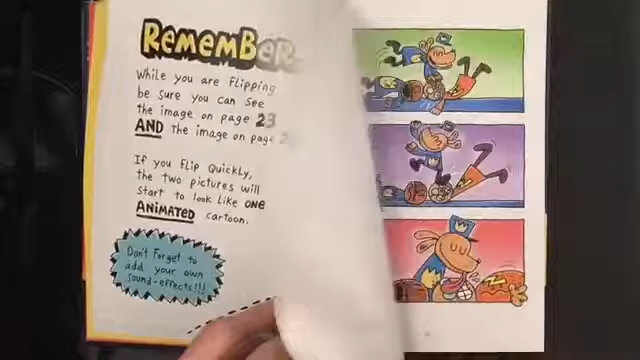 RemembeR
While you are Flipping
be sure you can see
the image on page 23
AND the image on page 2
If you Flip Quickly,
the two pictures will
start to look Like one
ANiMATED cartoon.
Don't Forget to
add your own
sound-effects!!!